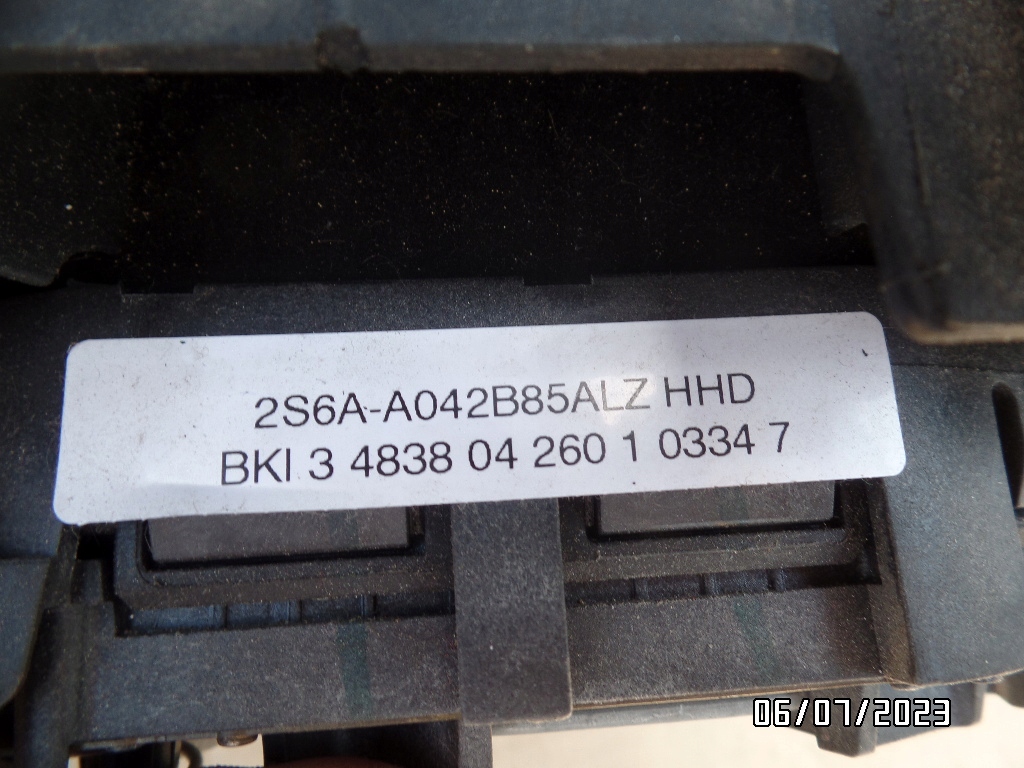 2S6A-A042B85ALZ HHD
BKI 3 4838 04 260 1 0334 7
06/07/2023